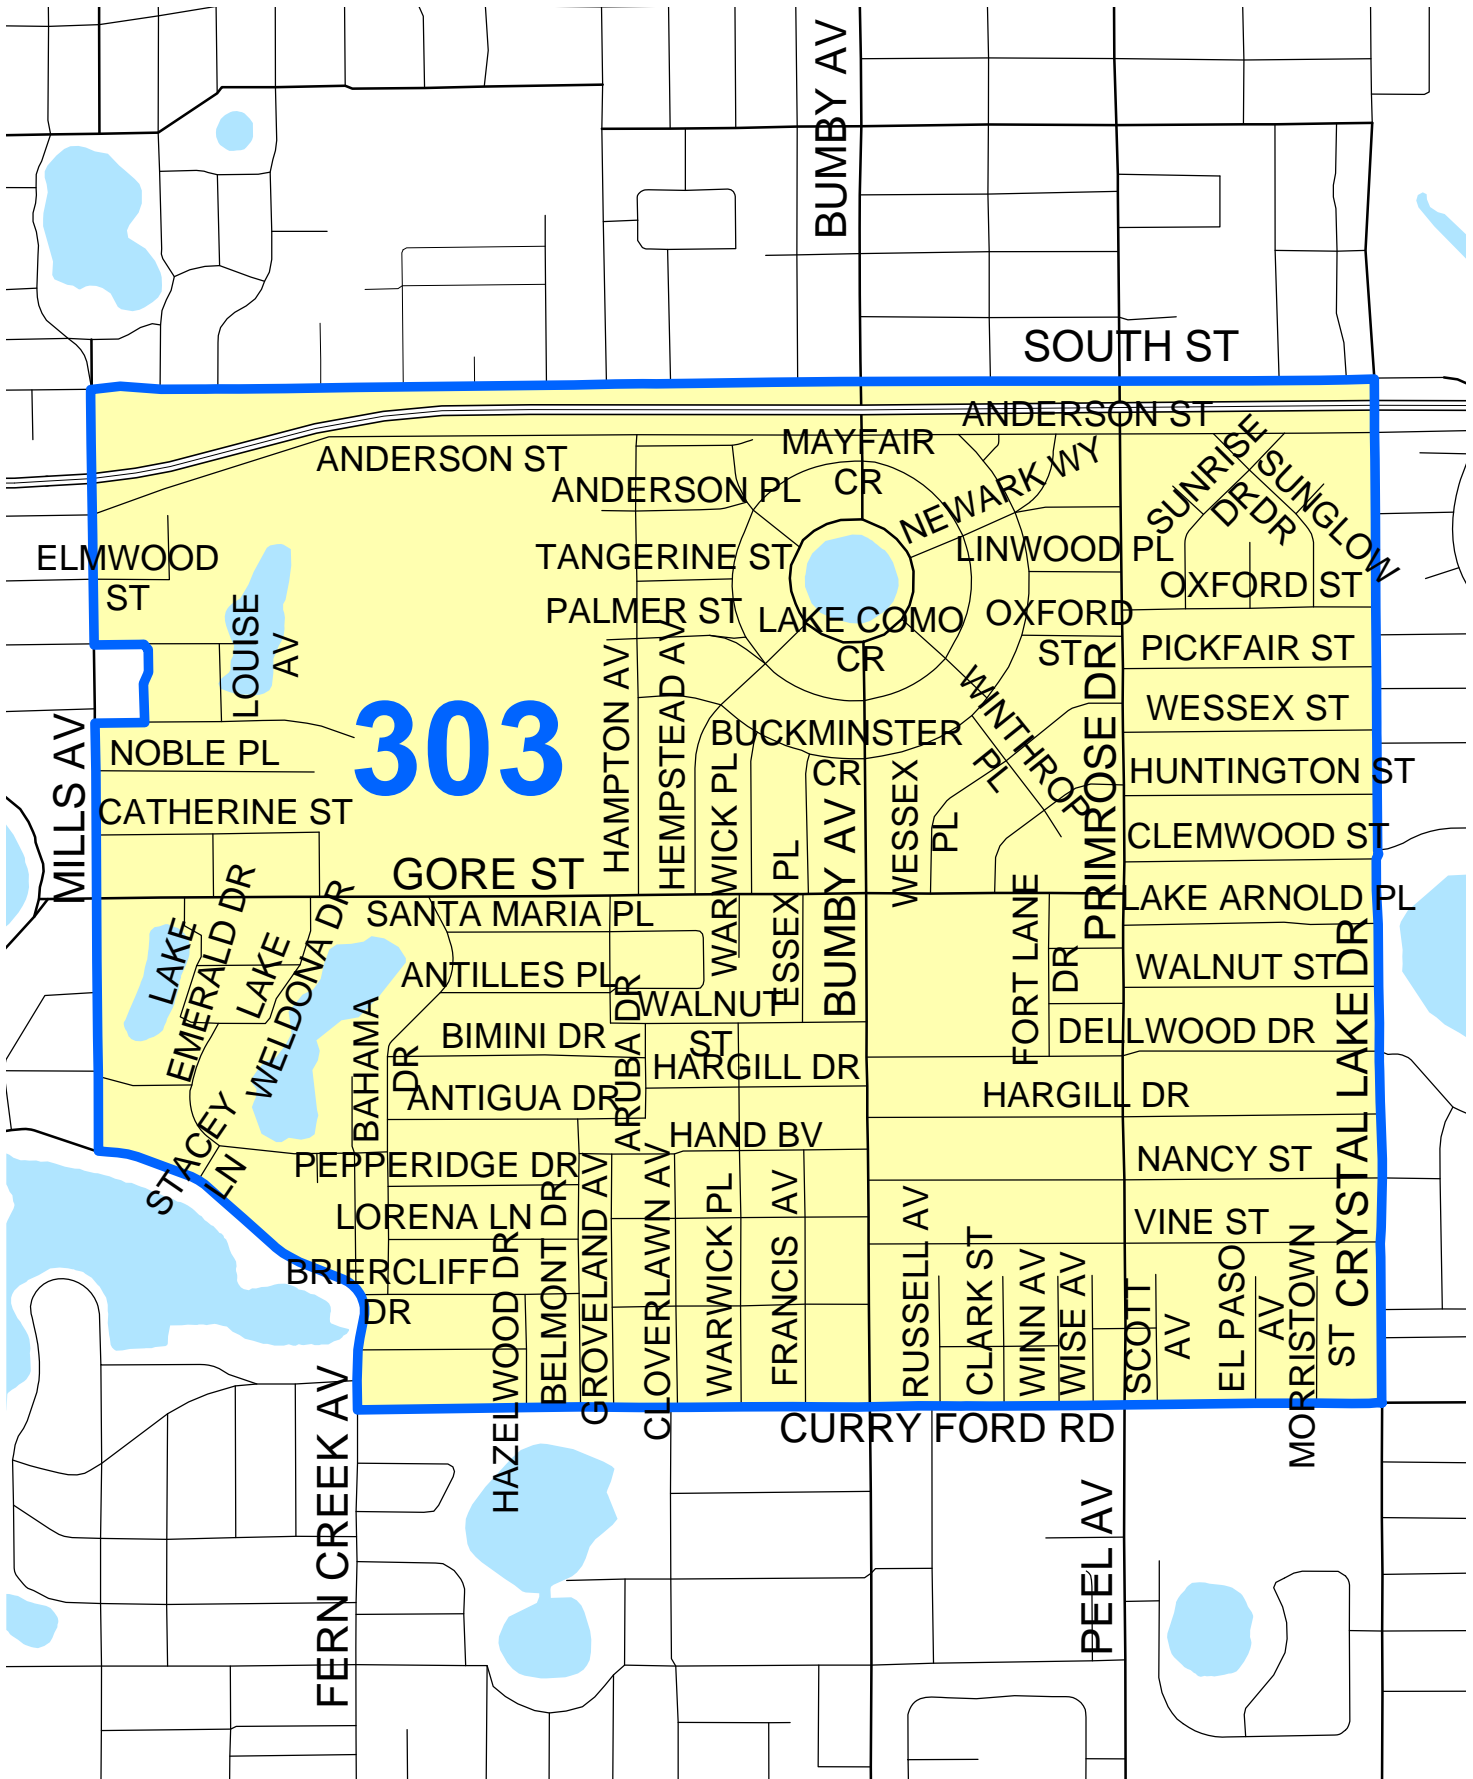 BUMBY AV
SOUTH ST
ANDERSON ST
ANDERSON ST
MAYFAIR
CR
ANDERSON PL
NEWARK WY
SUNRISE
DR
SUNGLOW
DR
ELMWOOD
ST
TANGERINE ST
LINWOOD PL
OXFORD ST
PALMER ST
LAKE COMO
CR
OXFORD
ST
LOUISE
AV
PICKFAIR ST
HAMPTON AV
HEMPSTEAD AV
WINTHROP
PL
PRIMROSE DR
WESSEX ST
303
MILLS AV
NOBLE PL
BUCKMINSTER
CR
WARWICK PL
WESSEX
PL
HUNTINGTON ST
CATHERINE ST
BUMBY AV
ESSEX PL
CLEMWOOD ST
GORE ST
LAKE ARNOLD PL
SANTA MARIA PL
LAKE
EMERALD DR
LAKE
WELDONA DR
FORT LANE
DR
WALNUT ST
ANTILLES PL
WALNUT
ST
BAHAMA
DR
BIMINI DR
ARUBA DR
DELLWOOD DR
HARGILL DR
HARGILL DR
ANTIGUA DR
CRYSTAL LAKE DR
STACEY
LN
HAND BV
PEPPERIDGE DR
NANCY ST
LORENA LN
VINE ST
BRIERCLIFF
DR
HAZELWOOD DR
BELMONT DR
GROVELAND AV
CLOVERLAWN AV
WARWICK PL
FRANCIS AV
RUSSELL AV
CLARK ST
WINN AV
WISE AV
SCOTT
AV
EL PASO
AV
MORRISTOWN
ST
CURRY FORD RD
FERN CREEK AV
PEEL AV